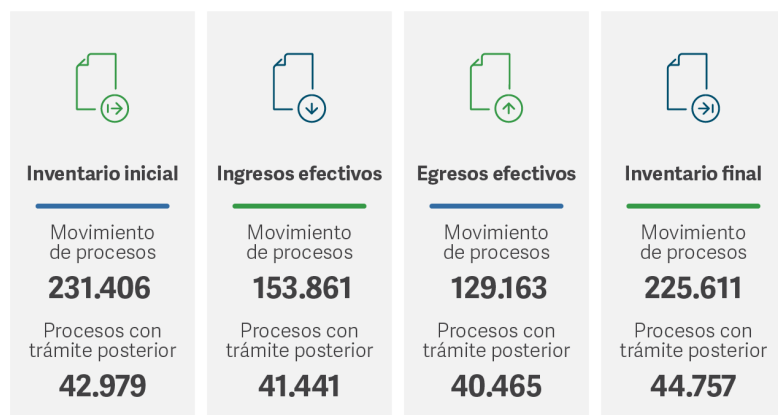 Inventario inicial
Movimiento
de procesos
231.406
Procesos con
trámite posterior
42.979
Ingresos efectivos
Movimiento
de procesos
153.861
Procesos con
trámite posterior
41.441
Egresos efectivos
Movimiento
de procesos
129.163
Procesos con
trámite posterior
40.465
Inventario final
Movimiento
de procesos
225.611
Procesos con
trámite posterior
44.757